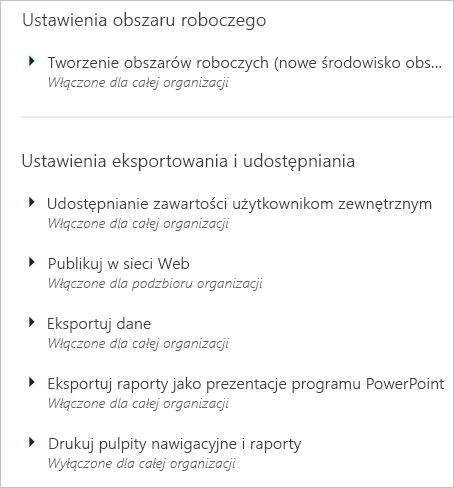 Ustawienia obszaru roboczego
Tworzenie obszarów roboczych (nowe środowisko obs...
Włączone dla całej organizacji
Ustawienia eksportowania i udostępniania
Udostępnianie zawartości użytkownikom zewnętrznym
Włączone dla całej organizacji
Publikuj w sieci Web
Włączone dla podzbioru organizacji
Eksportuj dane
Włączone dla całej organizacji
Eksportuj raporty jako prezentacje programu PowerPoint
Włączone dla całej organizacji
Drukuj pulpity nawigacyjne i raporty
Wyłączone dla całej organizacji